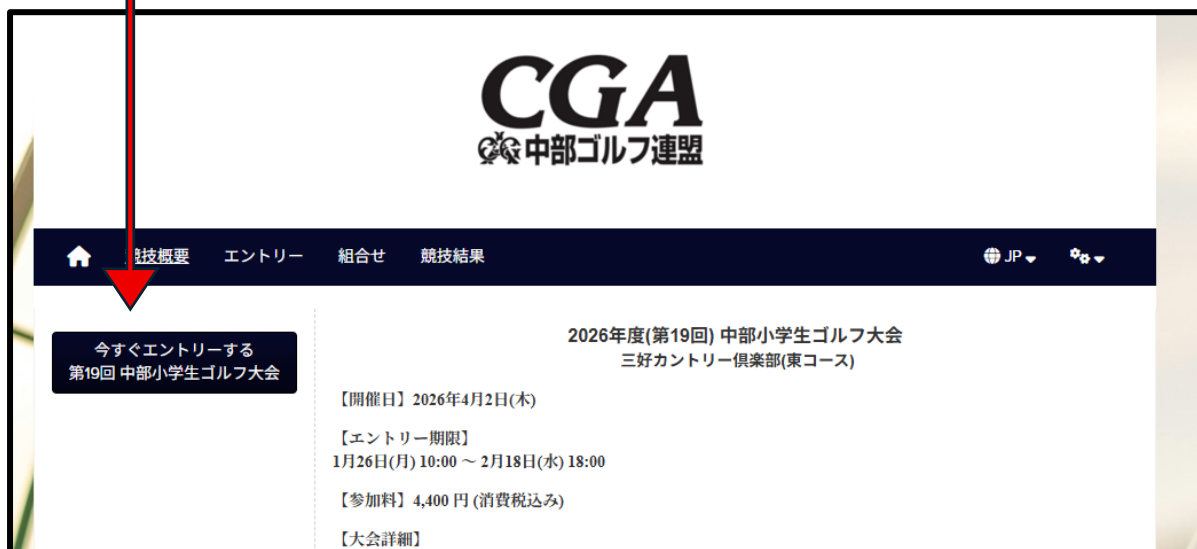 CGA
中部ゴルフ連盟
競技概要 エントリー 組合せ 競技結果 JP
今すぐエントリーする
第19回 中部小学生ゴルフ大会
2026年度(第19回) 中部小学生ゴルフ大会
三好カントリー倶楽部(東コース)
【開催日】2026年4月2日(木)
【エントリー期限】
1月26日(月) 10:00 ～ 2月18日(水) 18:00
【参加料】4,400 円 (消費税込み)
【大会詳細】